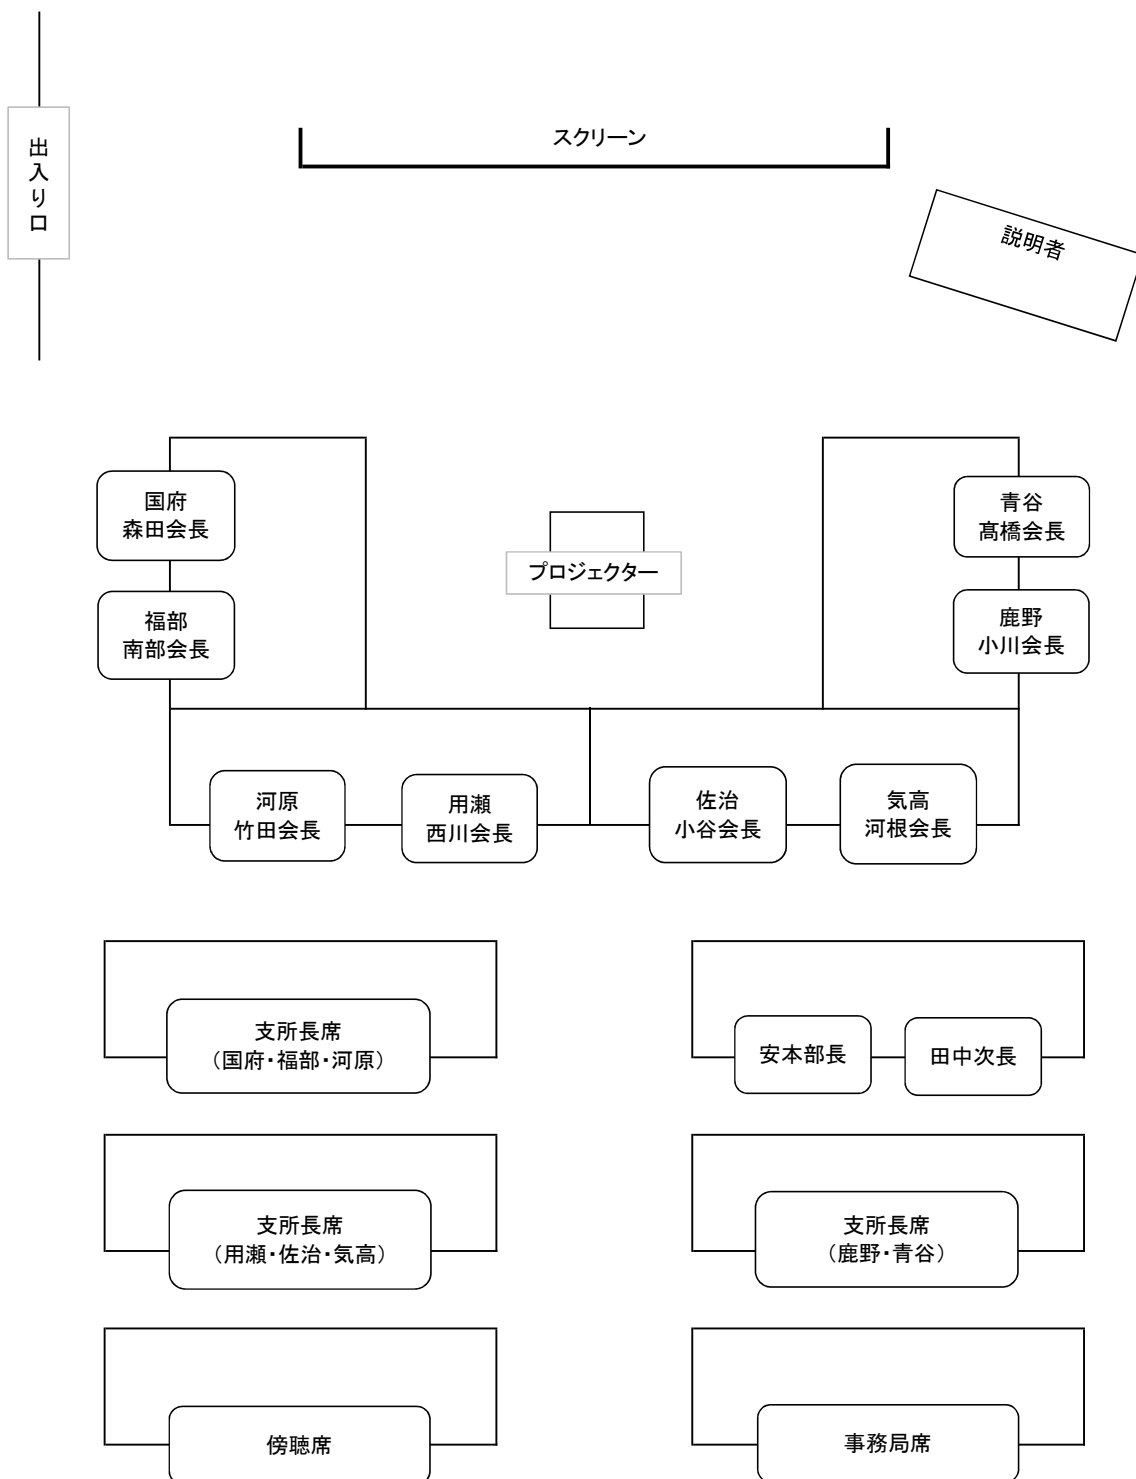 出入り口
スクリーン
説明者
国府
森田会長
青谷
髙橋会長
プロジェクター
福部
南部会長
鹿野
小川会長
河原
竹田会長
用瀬
西川会長
佐治
小谷会長
気高
河根会長
支所長席
（国府・福部・河原）
安本部長
田中次長
支所長席
（用瀬・佐治・気高）
支所長席
（鹿野・青谷）
傍聴席
事務局席